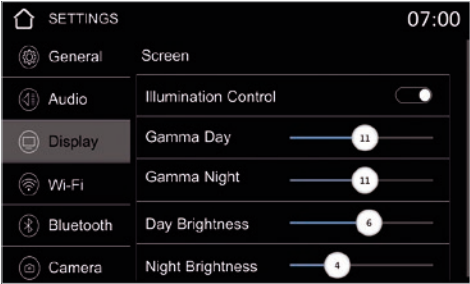 SETTINGS 07:00
General
Audio
Display
Wi-Fi
Bluetooth
Camera
Screen
Illumination Control
Gamma Day 11
Gamma Night 11
Day Brightness 6
Night Brightness 4